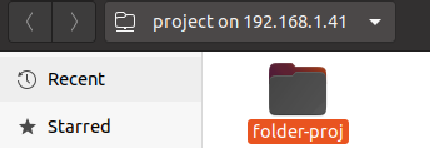 project on 192.168.1.41
Recent
folder-proj
Starred